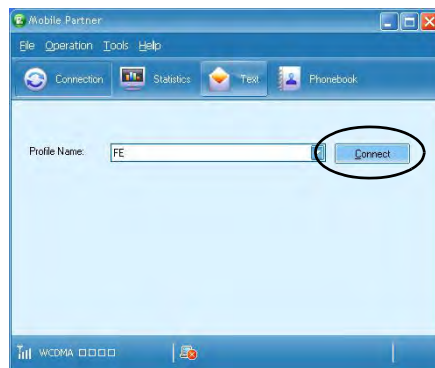 Mobile Partner
File Operation Tools Help
Connection Statistics Text Phonebook
Profile Name: FE Connect
WCDMA □□□□